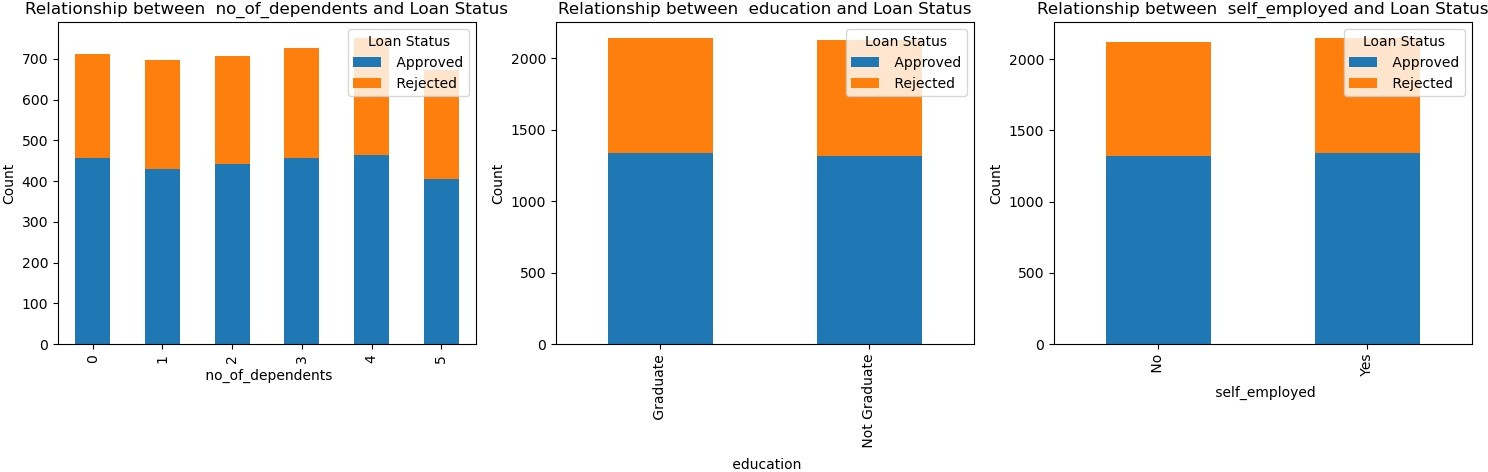 Relationship between  no_of_dependents and Loan Status
Loan Status
Approved
Rejected
700
600
500
400
300
200
100
0
Count
0
1
2
3
4
5
no_of_dependents
Relationship between  education and Loan Status
Loan Status
Approved
Rejected
2000
1500
1000
500
0
Count
Graduate
Not Graduate
education
Relationship between  self_employed and Loan Status
Loan Status
Approved
Rejected
2000
1500
1000
500
0
Count
No
Yes
self_employed